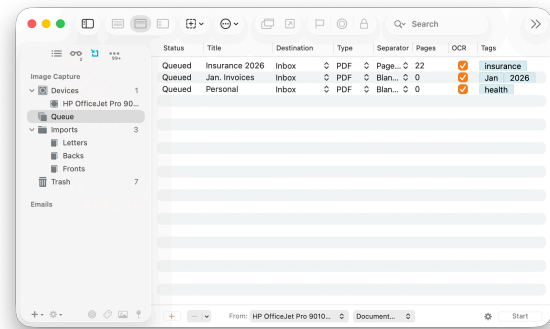 Search
2
99+
Status Title Destination Type Separator Pages OCR Tags
Queued Insurance 2026 Inbox PDF Page... 22 insurance
Queued Jan. Invoices Inbox PDF Blan... 0 Jan 2026
Queued Personal Inbox PDF Blan... 0 health
Image Capture
Devices 1
HP OfficeJet Pro 90...
Queue
Imports 3
Letters
Backs
Fronts
Trash 7
Emails
From: HP OfficeJet Pro 9010... Document... Start